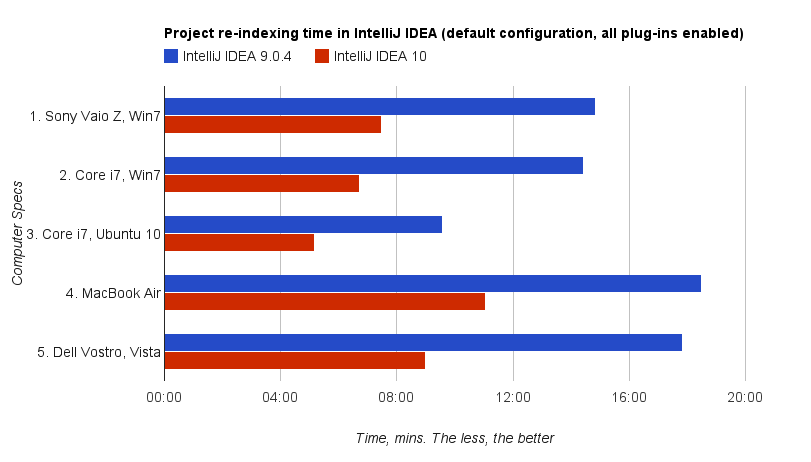 Project re-indexing time in IntelliJ IDEA (default configuration, all plug-ins enabled)
IntelliJ IDEA 9.0.4 IntelliJ IDEA 10
Computer Specs
1. Sony Vaio Z, Win7
2. Core i7, Win7
3. Core i7, Ubuntu 10
4. MacBook Air
5. Dell Vostro, Vista
00:00 04:00 08:00 12:00 16:00 20:00
Time, mins. The less, the better